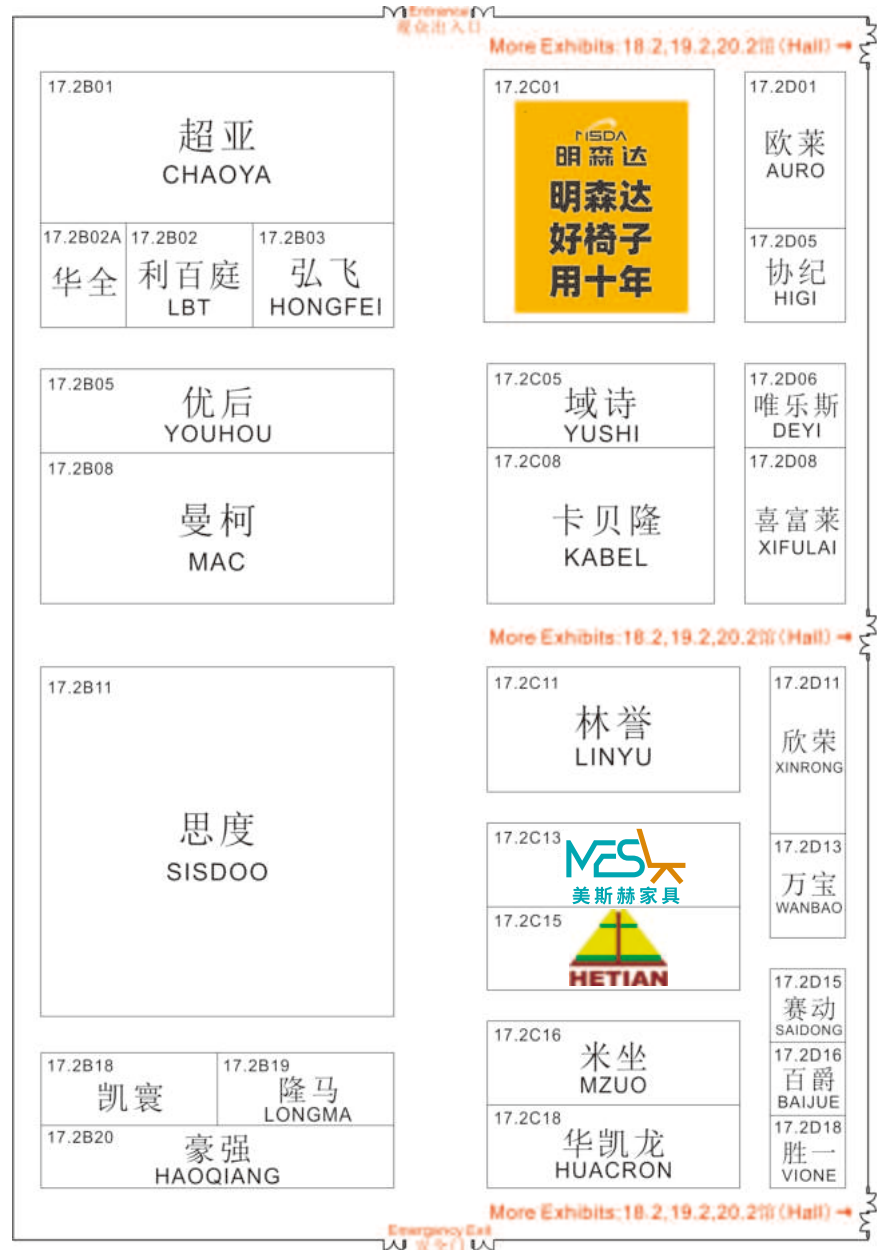 Entrance
观众出入口
More Exhibits:18.2,19.2,20.2馆(Hall)
17.2B01
超亚
CHAOYA
17.2B02A
华全
17.2B02
利百庭
LBT
17.2B03
弘飞
HONGFEI
17.2C01
MSDA
明森达
明森达
好椅子
用十年
17.2D01
欧莱
AURO
17.2D05
协纪
HIGI
17.2B05
优后
YOUHOU
17.2B08
曼柯
MAC
17.2C05
域诗
YUSHI
17.2C08
卡贝隆
KABEL
17.2D06
唯乐斯
DEYI
17.2D08
喜富莱
XIFULAI
More Exhibits:18.2,19.2,20.2馆(Hall)
17.2B11
思度
SISDOO
17.2C11
林誉
LINYU
17.2C13
MES
美斯赫家具
17.2C15
HETIAN
17.2D11
欣荣
XINRONG
17.2D13
万宝
WANBAO
17.2D15
赛动
SAIDONG
17.2D16
百爵
BAIJUE
17.2D18
胜一
VIONE
17.2B18
凯寰
17.2B19
隆马
LONGMA
17.2B20
豪强
HAOQIANG
17.2C16
米坐
MZUO
17.2C18
华凯龙
HUACRON
More Exhibits:18.2,19.2,20.2馆(Hall)
Emergency Exit
安全门